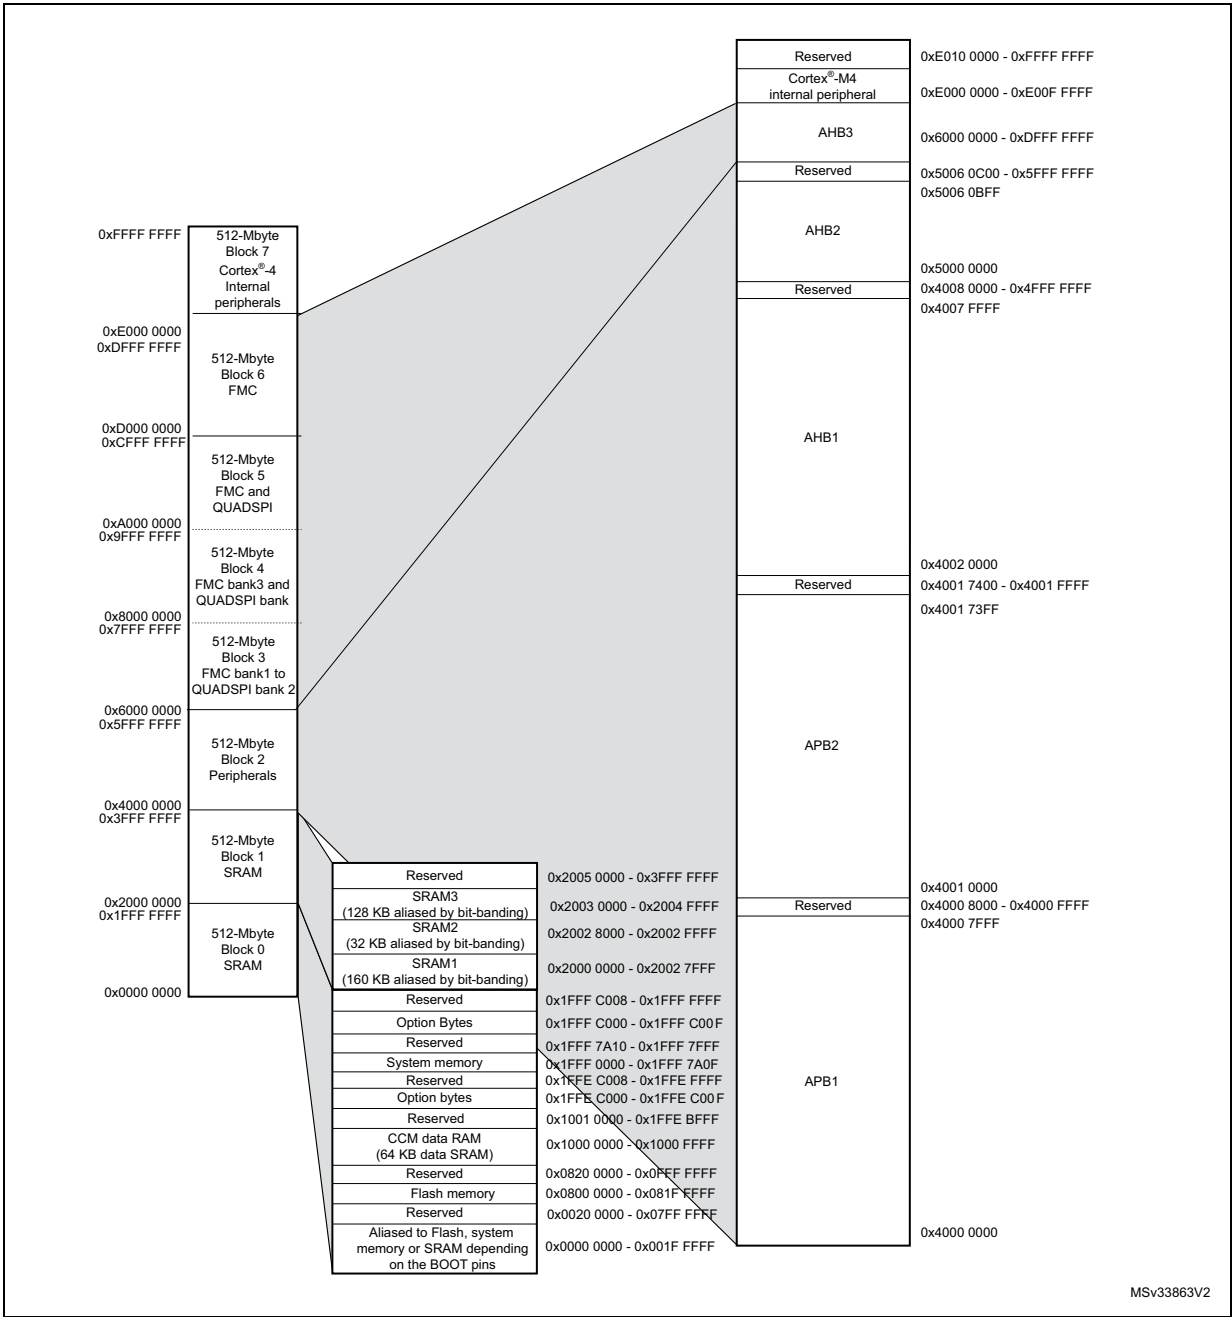 0xFFFF FFFF
512-Mbyte
Block 7
Cortex®-4
Internal
peripherals
0xE000 0000
0xDFFF FFFF
512-Mbyte
Block 6
FMC
0xD000 0000
0xCFFF FFFF
512-Mbyte
Block 5
FMC and
QUADSPI
0xA000 0000
0x9FFF FFFF
512-Mbyte
Block 4
FMC bank3 and
QUADSPI bank
0x8000 0000
0x7FFF FFFF
512-Mbyte
Block 3
FMC bank1 to
QUADSPI bank 2
0x6000 0000
0x5FFF FFFF
512-Mbyte
Block 2
Peripherals
0x4000 0000
0x3FFF FFFF
512-Mbyte
Block 1
SRAM
0x2000 0000
0x1FFF FFFF
512-Mbyte
Block 0
SRAM
0x0000 0000
Reserved 0x2005 0000 - 0x3FFF FFFF
SRAM3
(128 KB aliased by bit-banding) 0x2003 0000 - 0x2004 FFFF
SRAM2
(32 KB aliased by bit-banding) 0x2002 8000 - 0x2002 FFFF
SRAM1
(160 KB aliased by bit-banding) 0x2000 0000 - 0x2002 7FFF
Reserved 0x1FFF C008 - 0x1FFF FFFF
Option Bytes 0x1FFF C000 - 0x1FFF C00F
Reserved 0x1FFF 7A10 - 0x1FFF 7FFF
System memory 0x1FFF 0000 - 0x1FFF 7A0F
Reserved 0x1FFE C008 - 0x1FFE FFFF
Option bytes 0x1FFE C000 - 0x1FFE C00F
Reserved 0x1001 0000 - 0x1FFE BFFF
CCM data RAM
(64 KB data SRAM) 0x1000 0000 - 0x1000 FFFF
Reserved 0x0820 0000 - 0x0FFF FFFF
Flash memory 0x0800 0000 - 0x081F FFFF
Reserved 0x0020 0000 - 0x07FF FFFF
Aliased to Flash, system
memory or SRAM depending
on the BOOT pins
0x0000 0000 - 0x001F FFFF
Reserved 0xE010 0000 - 0xFFFF FFFF
Cortex®-M4
internal peripheral 0xE000 0000 - 0xE00F FFFF
AHB3 0x6000 0000 - 0xDFFF FFFF
Reserved 0x5006 0C00 - 0x5FFF FFFF
0x5006 0BFF
AHB2
0x5000 0000
Reserved 0x4008 0000 - 0x4FFF FFFF
0x4007 FFFF
AHB1
0x4002 0000
Reserved 0x4001 7400 - 0x4001 FFFF
0x4001 73FF
APB2
0x4001 0000
Reserved 0x4000 8000 - 0x4000 FFFF
0x4000 7FFF
APB1
0x4000 0000
MSv33863V2